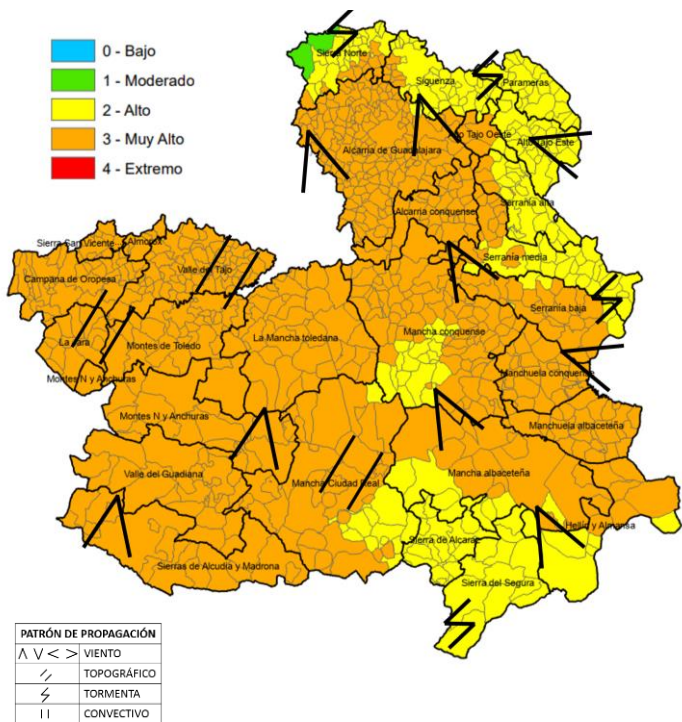 0 - Bajo
1 - Moderado
2 - Alto
3 - Muy Alto
4 - Extremo
Sierra Norte
Sigüenza
Parameras
Alcarria de Guadalajara
Alto Tajo Oeste
Alto Tajo Este
Alcarria conquense
Serranía alta
Serranía media
Sierra San Vicente
Almorox
Campana de Oropesa
Valle del Tajo
Serranía baja
La Jara
Montes de Toledo
La Mancha toledana
Mancha conquense
Manchuela conquense
Montes N y Anchuras
Montes N y Anchuras
Manchuela albaceteña
Valle del Guadiana
Mancha Ciudad Real
Mancha albaceteña
Hellín y Almansa
Sierra de Alcaraz
Sierras de Alcudia y Madrona
Sierra del Segura
PATRÓN DE PROPAGACIÓN
VIENTO
TOPOGRÁFICO
TORMENTA
CONVECTIVO